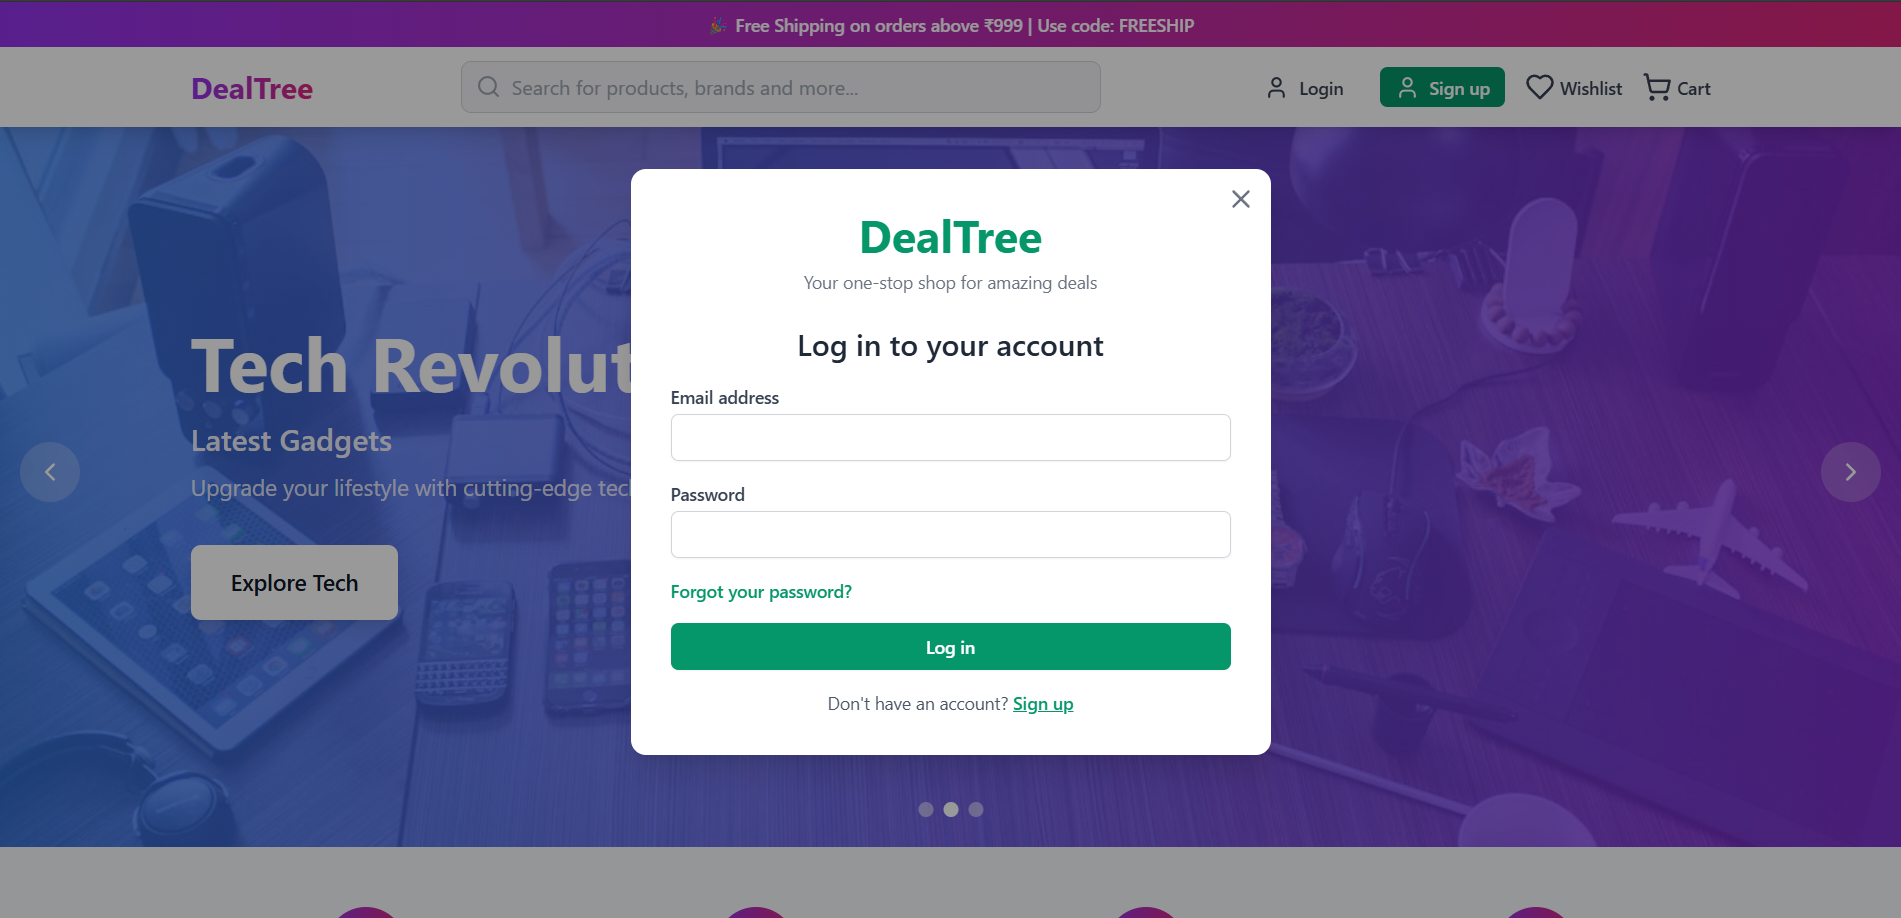 🎉 Free Shipping on orders above ₹999 | Use code: FREESHIP
DealTree
Search for products, brands and more...
Login
Sign up
Wishlist
Cart
DealTree
Your one-stop shop for amazing deals
Log in to your account
Email address
Password
Forgot your password?
Log in
Don't have an account? Sign up
Tech Revolut
Latest Gadgets
Upgrade your lifestyle with cutting-edge tec
Explore Tech